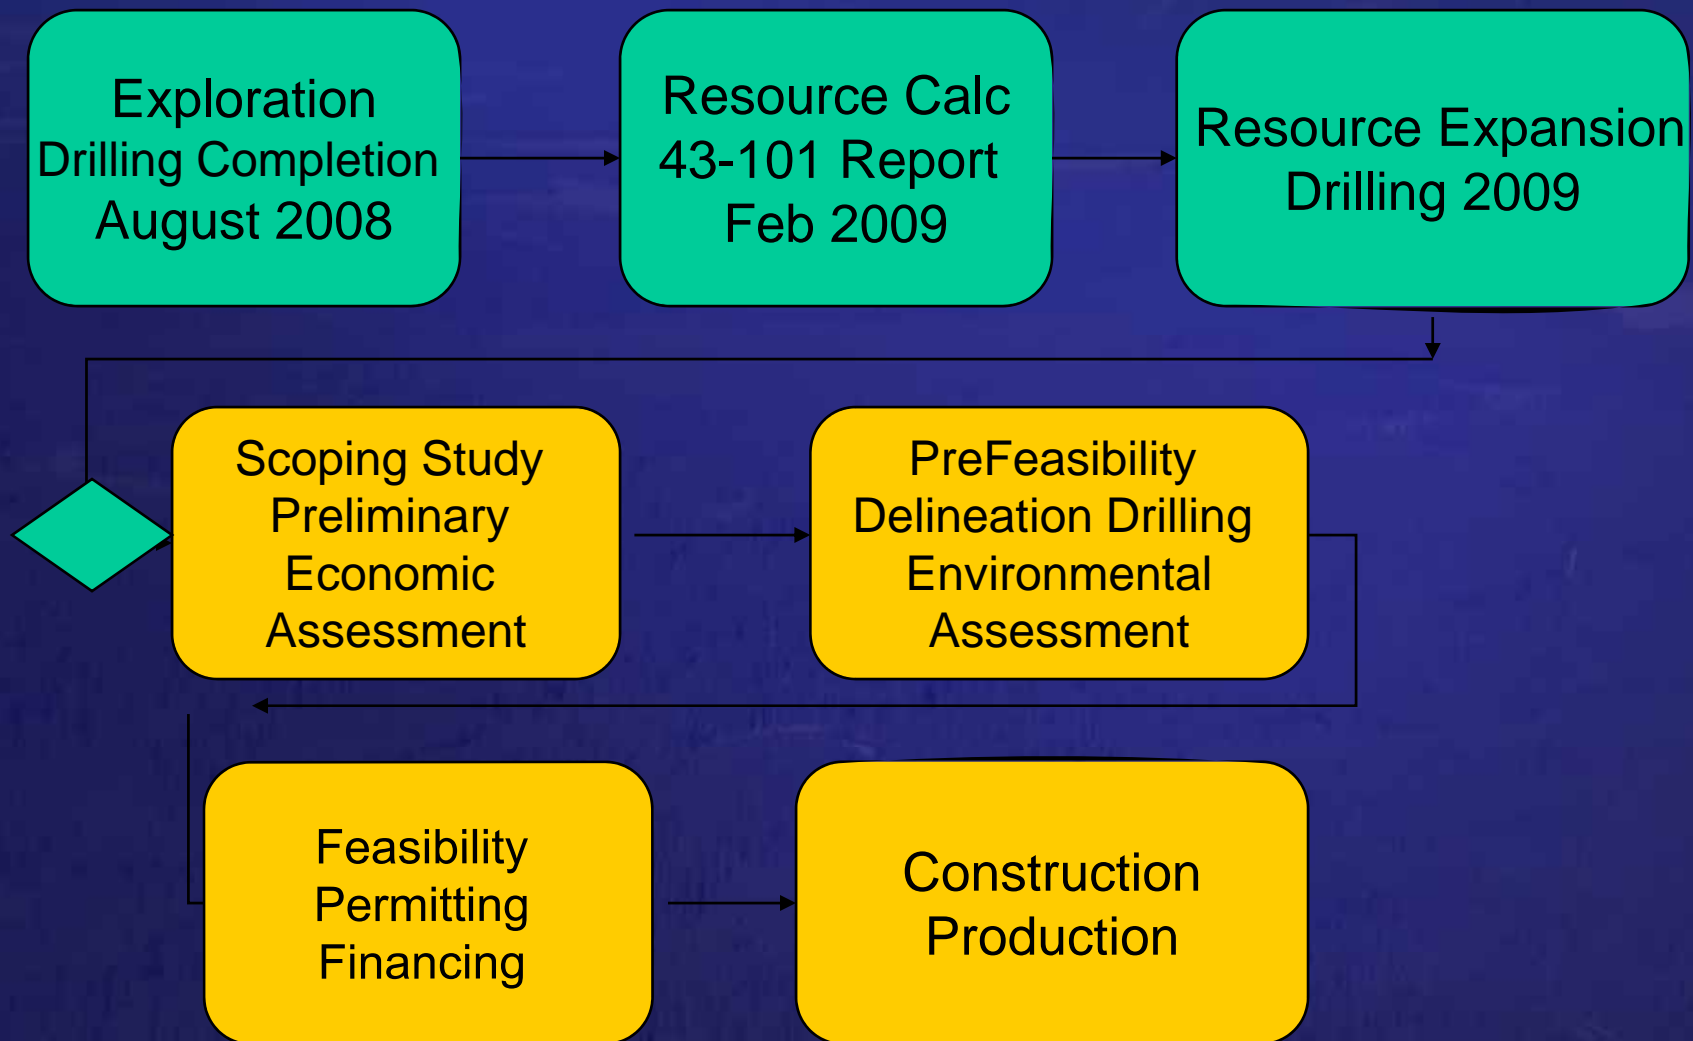 Exploration
Drilling Completion
August 2008
Resource Calc
43-101 Report
Feb 2009
Resource Expansion
Drilling 2009
Scoping Study
Preliminary
Economic
Assessment
PreFeasibility
Delineation Drilling
Environmental
Assessment
Feasibility
Permitting
Financing
Construction
Production